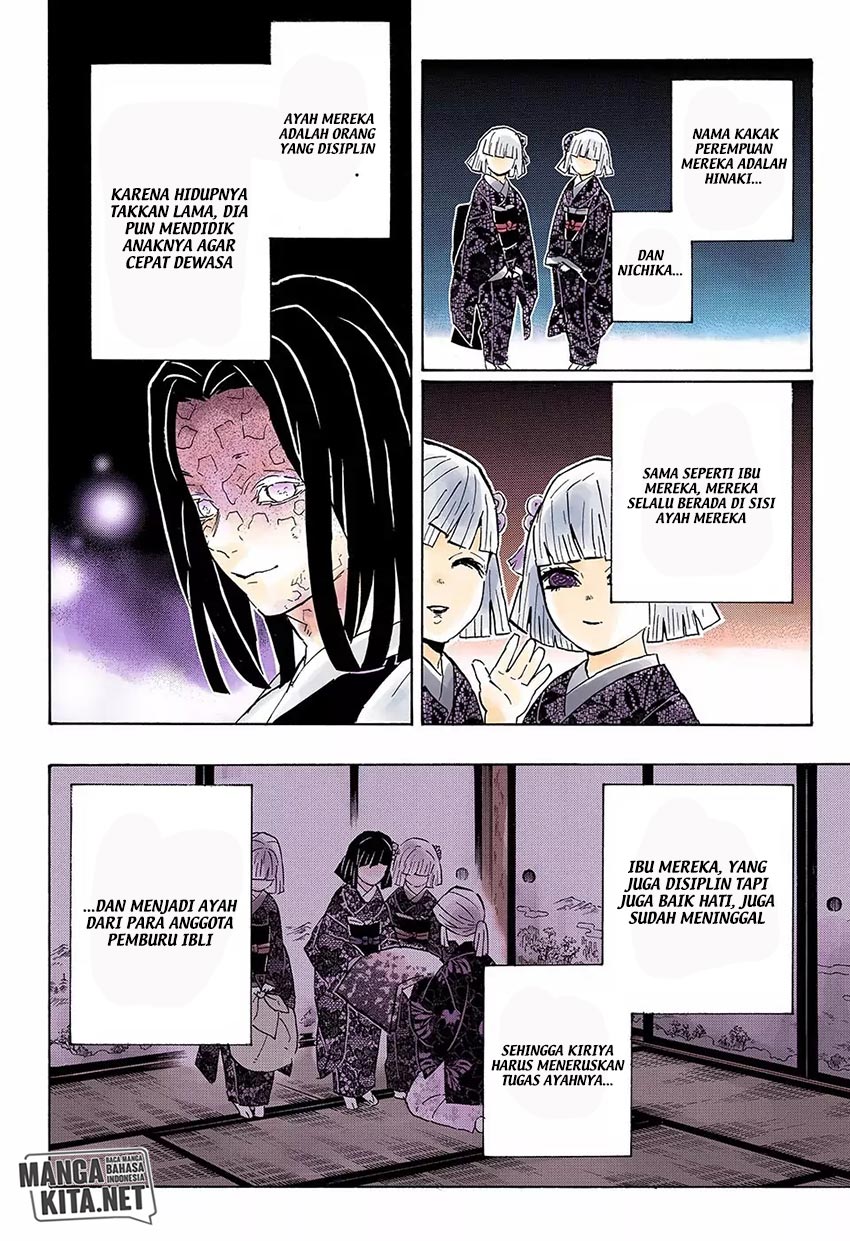 NAMA KAKAK
PEREMPUAN
MEREKA ADALAH
HINAKI...
DAN
NICHIKA...
SAMA SEPERTI IBU
MEREKA, MEREKA
SELALU BERADA DI SISI
AYAH MEREKA
AYAH MEREKA
ADALAH ORANG
YANG DISIPLIN
KARENA HIDUPNYA
TAKKAN LAMA, DIA
PUN MENDIDIK
ANAKNYA AGAR
CEPAT DEWASA
IBU MEREKA, YANG
JUGA DISIPLIN TAPI
JUGA BAIK HATI, JUGA
SUDAH MENINGGAL
SEHINGGA KIRIYA
HARUS MENERUSKAN
TUGAS AYAHNYA...
...DAN MENJADI AYAH
DARI PARA ANGGOTA
PEMBURU IBLI
MANGA
BACA MANGA
BAHASA
INDONESIA
KITA.NET